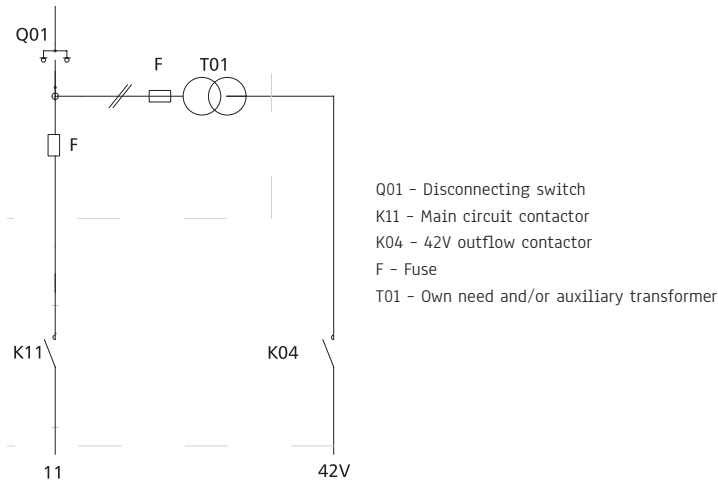 Q01
F T01
F
Q01 – Disconnecting switch
K11 – Main circuit contactor
K04 – 42V outflow contactor
F – Fuse
T01 – Own need and/or auxiliary transformer
K11 K04
11 42V